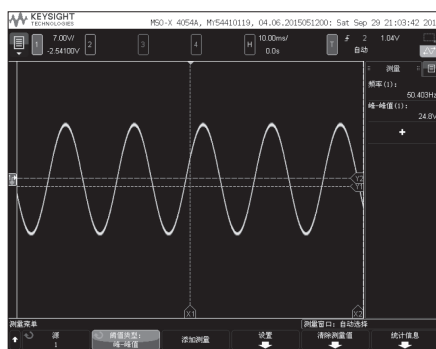 KEYSIGHT
TECHNOLOGIES
MSO-X 4054A, MY54410119, 04.06.2015051200: Sat Sep 29 21:03:42 201
1 7.00V/ 2 3 4 H 10.00ms/ T 2 1.04V
-2.54100V 0.0s 自动
测量
频率(1):
50.403Hz
峰-峰值(1):
24.8V
+
Y2
Y1
X1 X2
测量菜单 测量窗口: 自动选择
源 阈值类型: 添加测量 设置 清除测量值 统计信息
1 峰-峰值